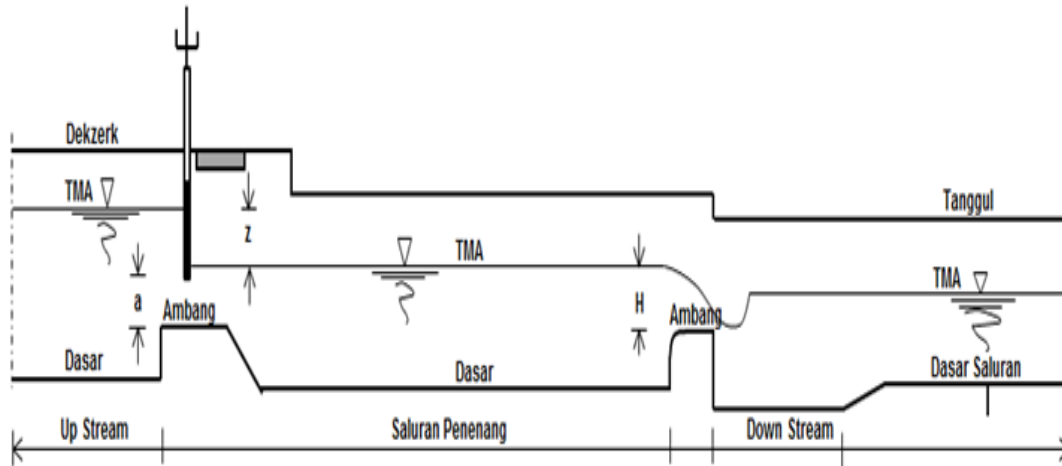 Dekzerk
TMA
Tanggul
z
TMA
TMA
a
Ambang
H
Ambang
Dasar
Dasar
Dasar Saluran
Up Stream
Saluran Penenang
Down Stream